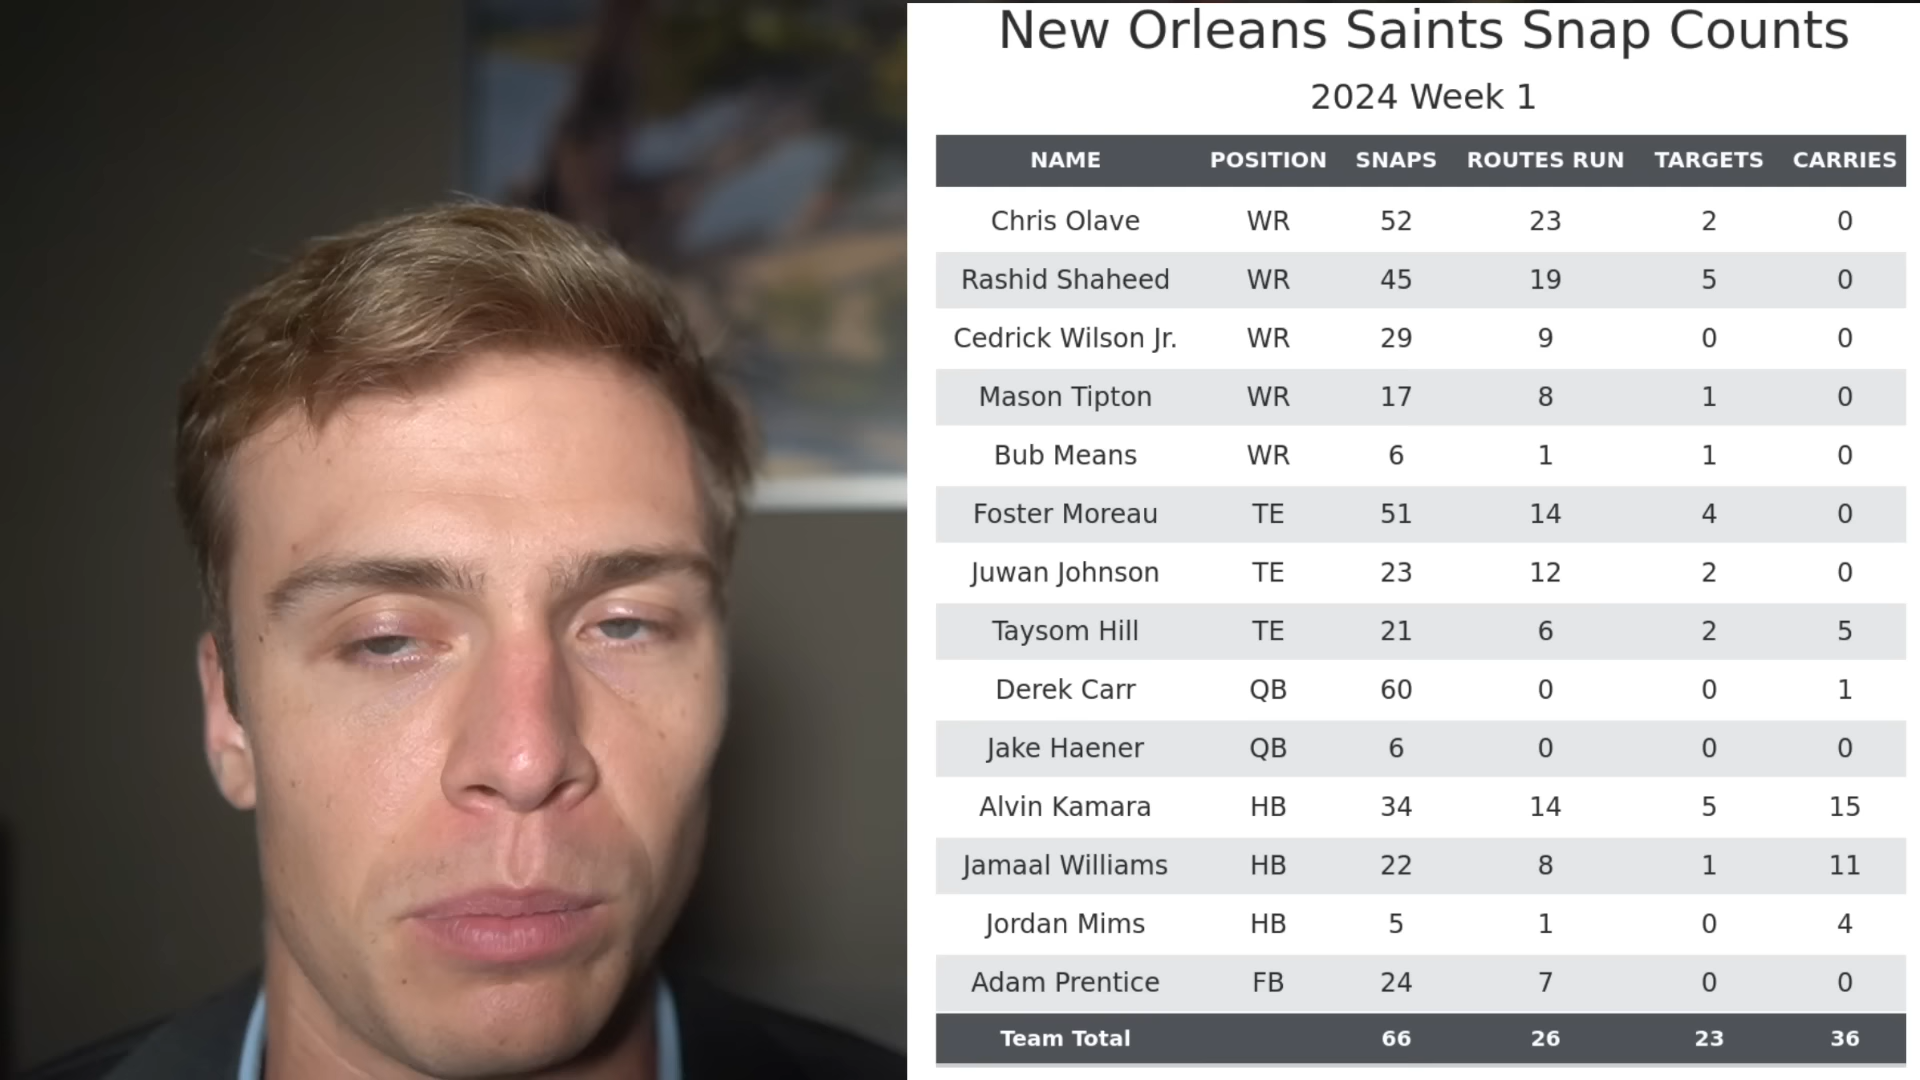 New Orleans Saints Snap Counts
2024 Week 1
NAME POSITION SNAPS ROUTES RUN TARGETS CARRIES
Chris Olave WR 52 23 2 0
Rashid Shaheed WR 45 19 5 0
Cedrick Wilson Jr. WR 29 9 0 0
Mason Tipton WR 17 8 1 0
Bub Means WR 6 1 1 0
Foster Moreau TE 51 14 4 0
Juwan Johnson TE 23 12 2 0
Taysom Hill TE 21 6 2 5
Derek Carr QB 60 0 0 1
Jake Haener QB 6 0 0 0
Alvin Kamara HB 34 14 5 15
Jamaal Williams HB 22 8 1 11
Jordan Mims HB 5 1 0 4
Adam Prentice FB 24 7 0 0
Team Total 66 26 23 36